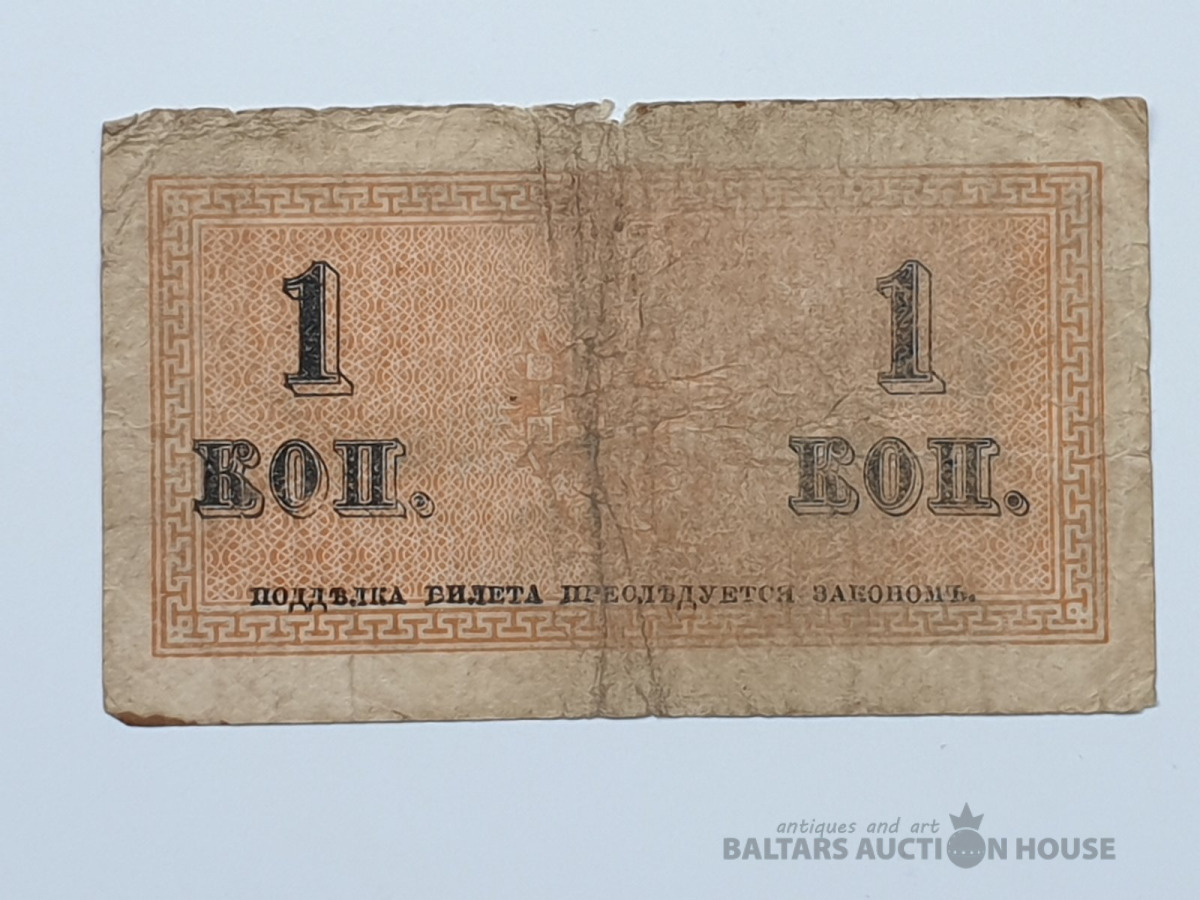 1 1
КОП. КОП.
ПОДДѢЛКА БИЛЕТА ПРЕСЛѢДУЕТСЯ ЗАКОНОМЪ.
antiques and art
BALTARS AUCTION HOUSE